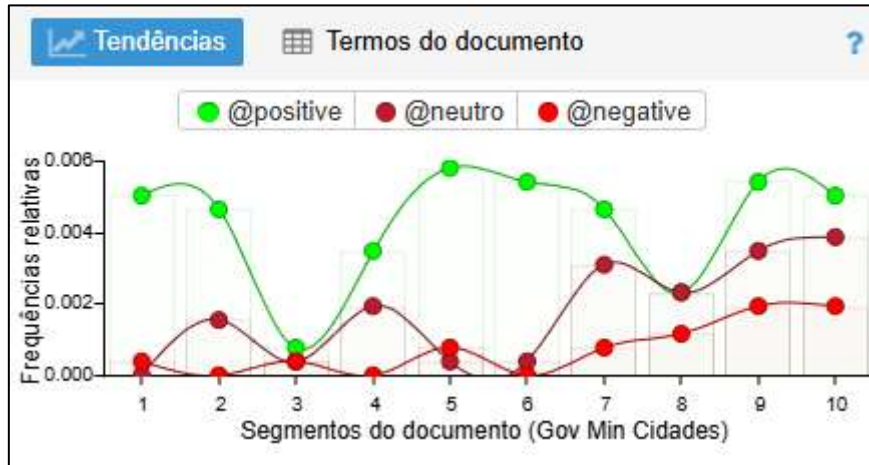 Tendências Termos do documento ?
@positive @neutro @negative
Frequências relativas
0.006
0.004
0.002
0.000
1 2 3 4 5 6 7 8 9 10
Segmentos do documento (Gov Min Cidades)